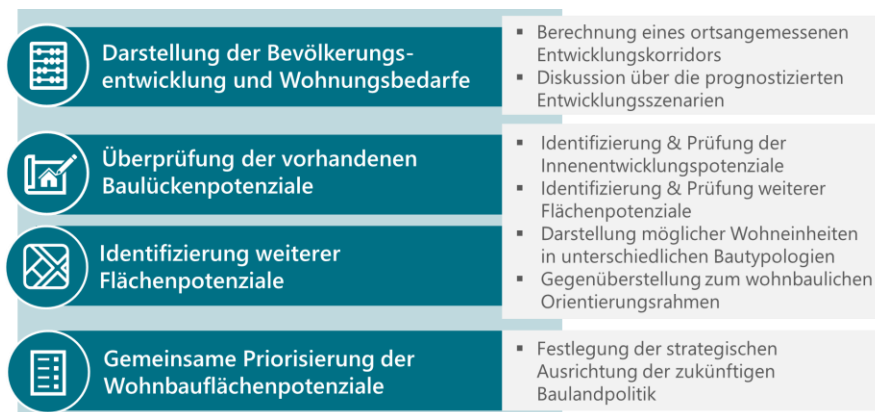 Darstellung der Bevölkerungs-
entwicklung und Wohnungsbedarfe
▪ Berechnung eines ortsangemessenen
Entwicklungskorridors
▪ Diskussion über die prognostizierten
Entwicklungsszenarien
Überprüfung der vorhandenen
Baulückenpotenziale
Identifizierung weiterer
Flächenpotenziale
▪ Identifizierung & Prüfung der
Innenentwicklungspotenziale
▪ Identifizierung & Prüfung weiterer
Flächenpotenziale
▪ Darstellung möglicher Wohneinheiten
in unterschiedlichen Bautypologien
▪ Gegenüberstellung zum wohnbaulichen
Orientierungsrahmen
Gemeinsame Priorisierung der
Wohnbauflächenpotenziale
▪ Festlegung der strategischen
Ausrichtung der zukünftigen
Baulandpolitik